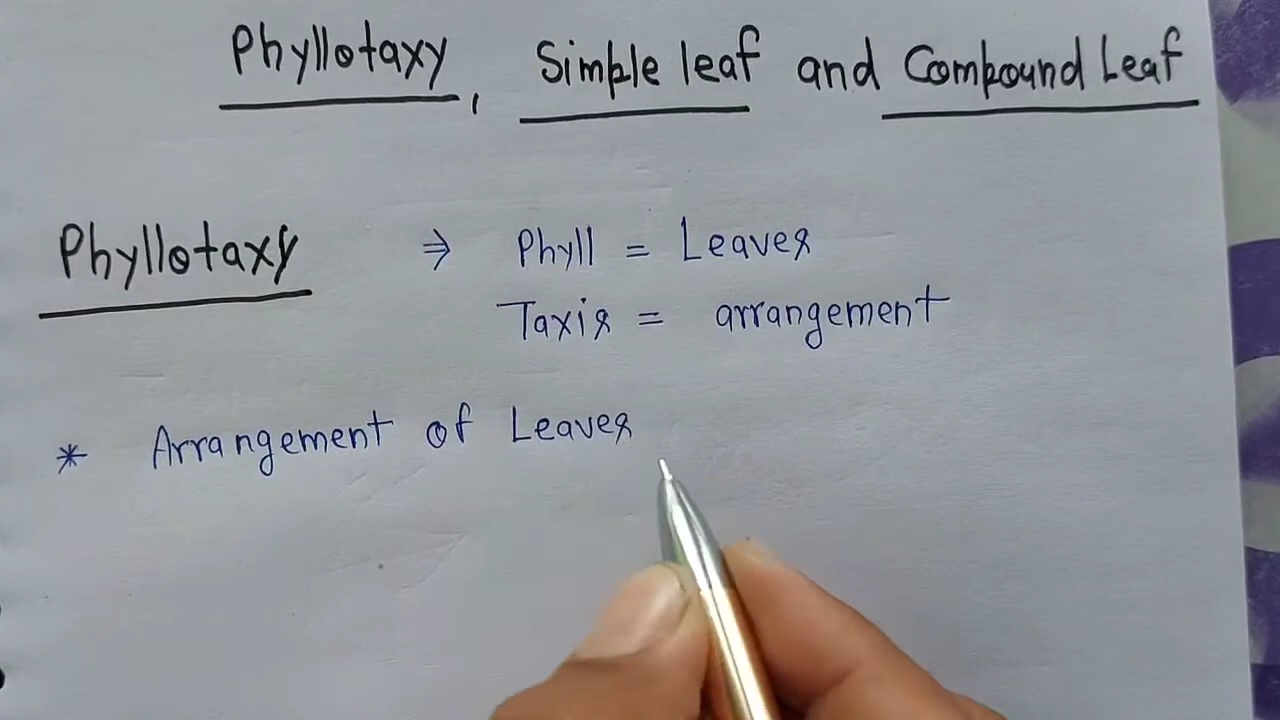 Phyllotaxy, Simple leaf and Compound Leaf
Phyllotaxy ⇒ Phyll = Leaves
Taxis = arrangement
* Arrangement of Leaves